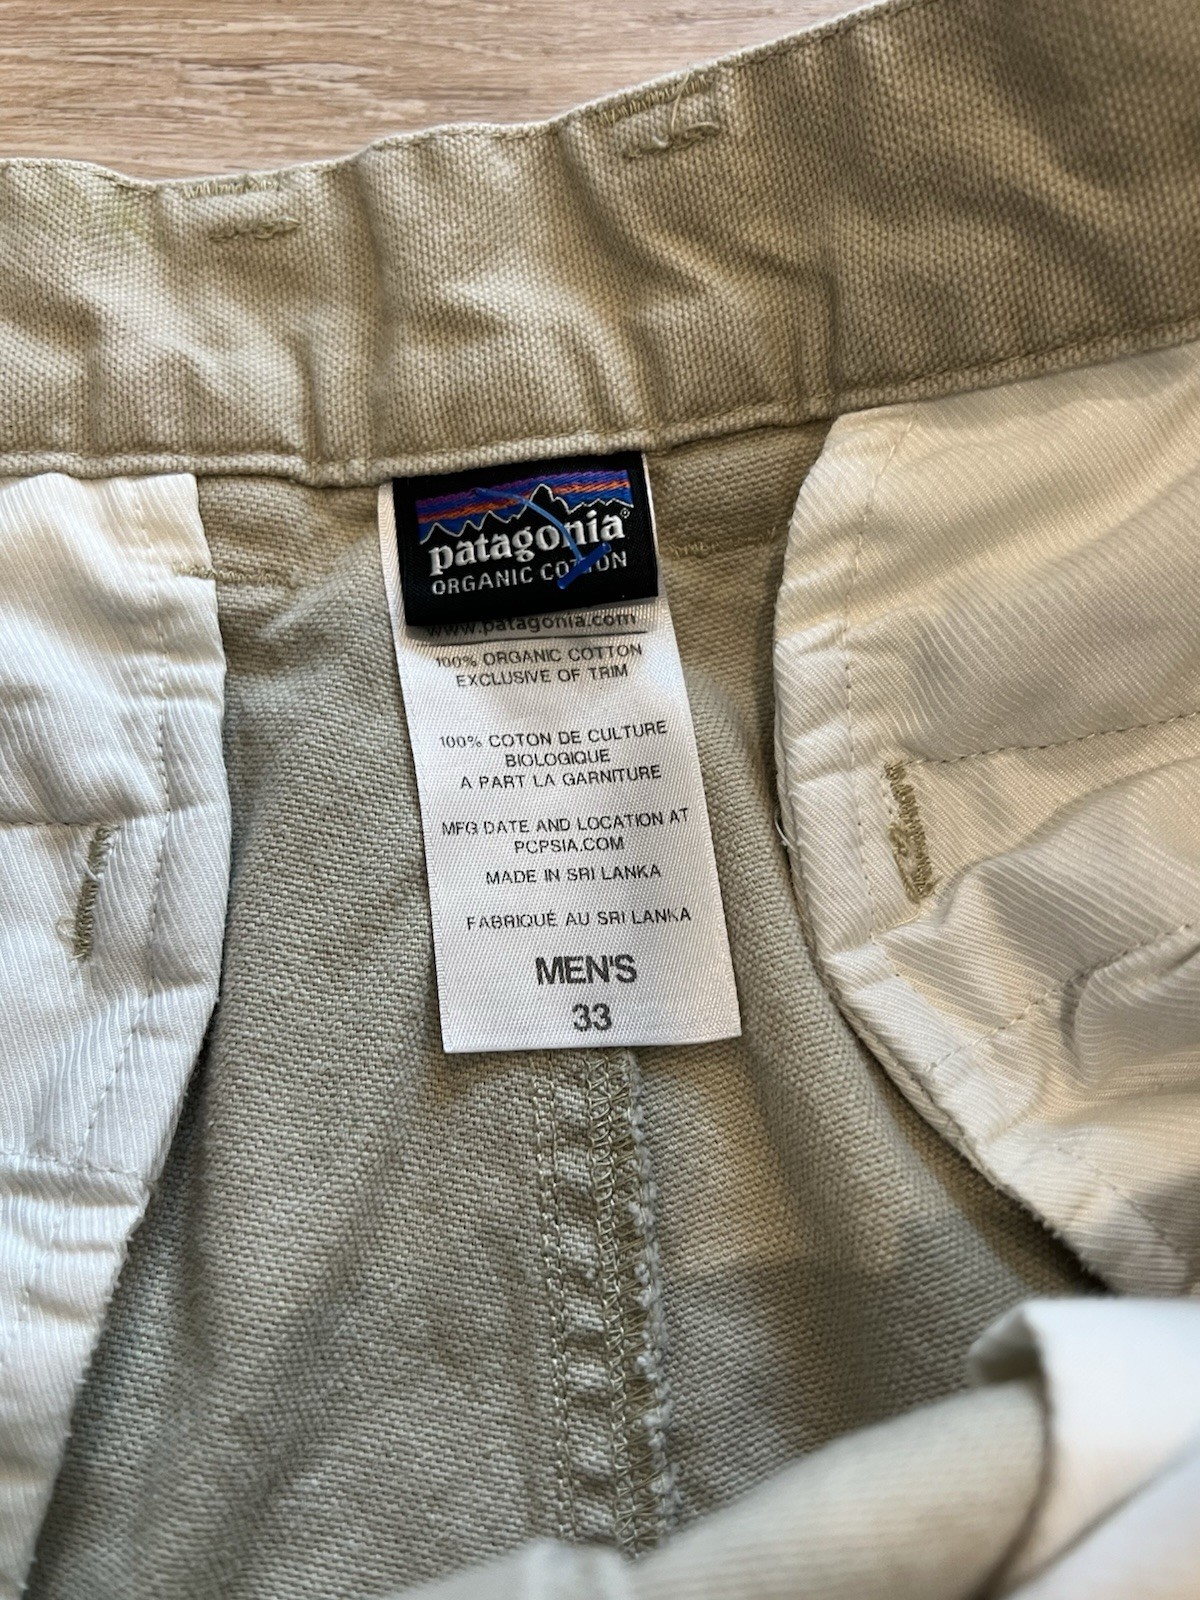 patagonia®
ORGANIC COTTON
www.patagonia.com
100% ORGANIC COTTON
EXCLUSIVE OF TRIM
100% COTON DE CULTURE
BIOLOGIQUE
A PART LA GARNITURE
MFG DATE AND LOCATION AT
PCPSIA.COM
MADE IN SRI LANKA
FABRIQUÉ AU SRI LANKA
MEN'S
33